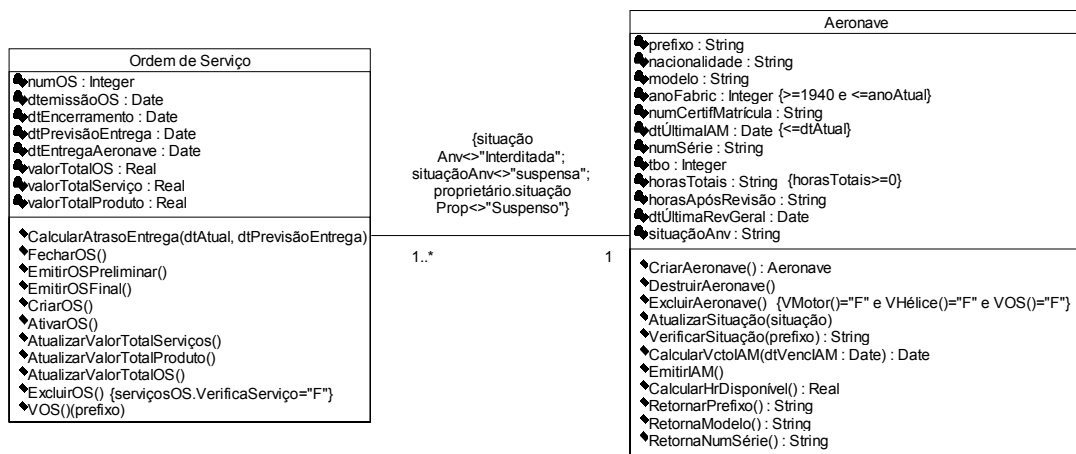 Ordem de Serviço
numOS : Integer
dtemissãoOS : Date
dtEncerramento : Date
dtPrevisãoEntrega : Date
dtEntregaAeronave : Date
valorTotalOS : Real
valorTotalServiço : Real
valorTotalProduto : Real
CalcularAtrasoEntrega(dtAtual, dtPrevisãoEntrega)
FecharOS()
EmitirOSPreliminar()
EmitirOSFinal()
CriarOS()
AtivarOS()
AtualizarValorTotalServiços()
AtualizarValorTotalProduto()
AtualizarValorTotalOS()
ExcluirOS() {serviçosOS.VerificaServiço="F"}
VOS()(prefixo)
{situação
Anv<>"Interditada";
situaçãoAnv<>"suspensa";
proprietário.situação
Prop<>"Suspenso"}
1..*
1
Aeronave
prefixo : String
nacionalidade : String
modelo : String
anoFabric : Integer {>=1940 e <=anoAtual}
numCertifMatrícula : String
dtÚltimaIAM : Date {<=dtAtual}
numSérie : String
tbo : Integer
horasTotais : String {horasTotais>=0}
horasApósRevisão : String
dtÚltimaRevGeral : Date
situaçãoAnv : String
CriarAeronave() : Aeronave
DestruirAeronave()
ExcluirAeronave() {VMotor()="F" e VHélice()="F" e VOS()="F"}
AtualizarSituação(situação)
VerificarSituação(prefixo) : String
CalcularVctoIAM(dtVencIAM : Date) : Date
EmitirIAM()
CalcularHrDisponível() : Real
RetornarPrefixo() : String
RetornaModelo() : String
RetornaNumSérie() : String